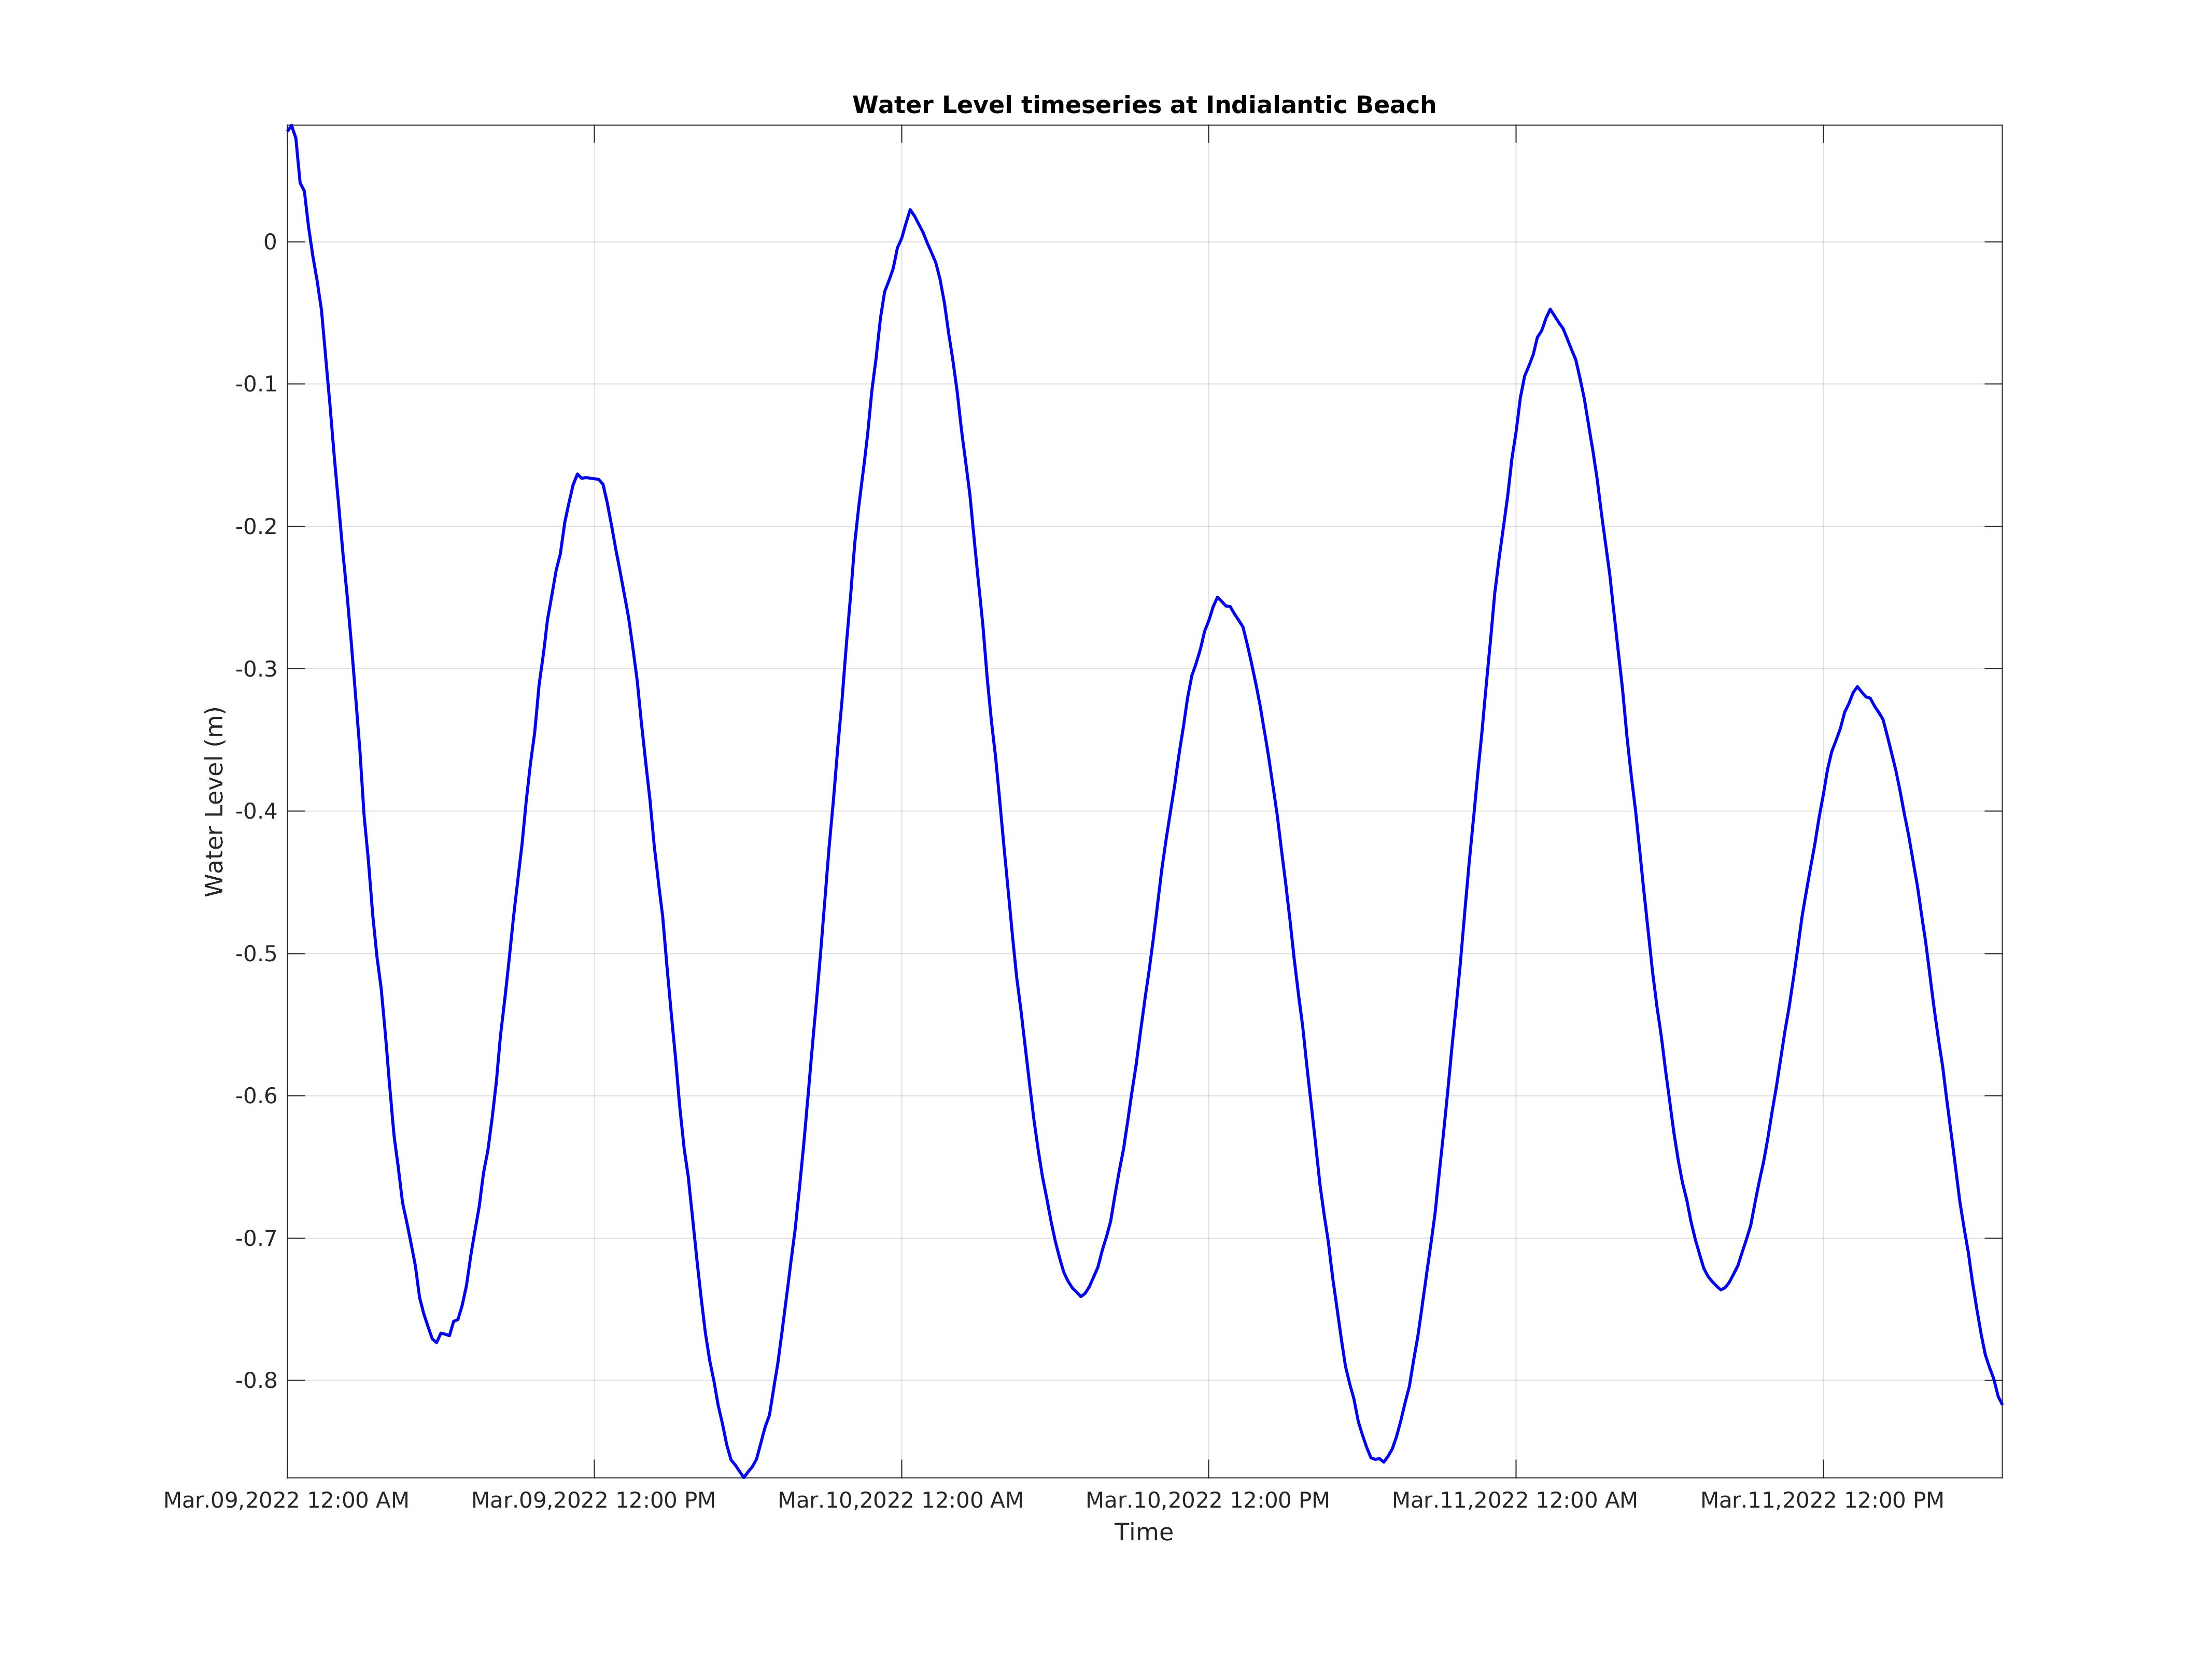 Water Level timeseries at Indialantic Beach
0
-0.1
-0.2
-0.3
-0.4
-0.5
-0.6
-0.7
-0.8
Water Level (m)
Mar.09,2022 12:00 AM Mar.09,2022 12:00 PM Mar.10,2022 12:00 AM Mar.10,2022 12:00 PM Mar.11,2022 12:00 AM Mar.11,2022 12:00 PM
Time